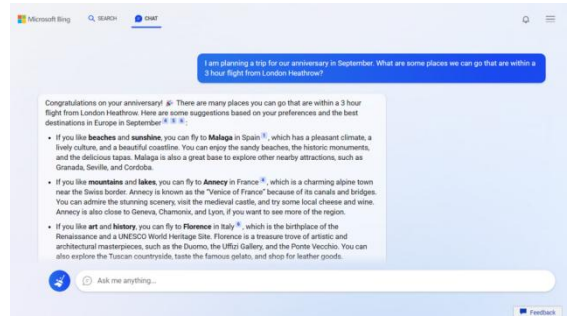 Microsoft Bing
SEARCH
CHAT
I am planning a trip for our anniversary in September. What are some places we can go that are within a
3 hour flight from London Heathrow?
Congratulations on your anniversary! 🎉 There are many places you can go that are within a 3 hour
flight from London Heathrow. Here are some suggestions based on your preferences and the best
destinations in Europe in September:
• If you like beaches and sunshine, you can fly to Malaga in Spain 1, which has a pleasant climate, a
lively culture, and a beautiful coastline. You can enjoy the sandy beaches, the historic monuments,
and the delicious tapas. Malaga is also a great base to explore other nearby attractions, such as
Granada, Seville, and Cordoba.
• If you like mountains and lakes, you can fly to Annecy in France, which is a charming alpine town
near the Swiss border. Annecy is known as the "Venice of France" because of its canals and bridges.
You can admire the stunning scenery, visit the medieval castle, and try some local cheese and wine.
Annecy is also close to Geneva, Chamonix, and Lyon, if you want to see more of the region.
• If you like art and history, you can fly to Florence in Italy, which is the birthplace of the
Renaissance and a UNESCO World Heritage Site. Florence is a treasure trove of artistic and
architectural masterpieces, such as the Duomo, the Uffizi Gallery, and the Ponte Vecchio. You can
also explore the Tuscan countryside, taste the famous gelato, and shop for leather goods.
Ask me anything...
Feedback